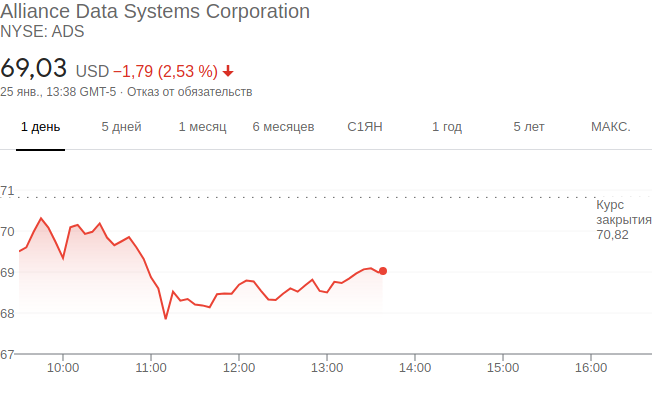 Alliance Data Systems Corporation
NYSE: ADS
69,03 USD −1,79 (2,53 %)
25 янв., 13:38 GMT-5 · Отказ от обязательств
1 день 5 дней 1 месяц 6 месяцев С1ЯН 1 год 5 лет МАКС.
71
Курс
закрытия
70,82
70
69
68
67
10:00 11:00 12:00 13:00 14:00 15:00 16:00